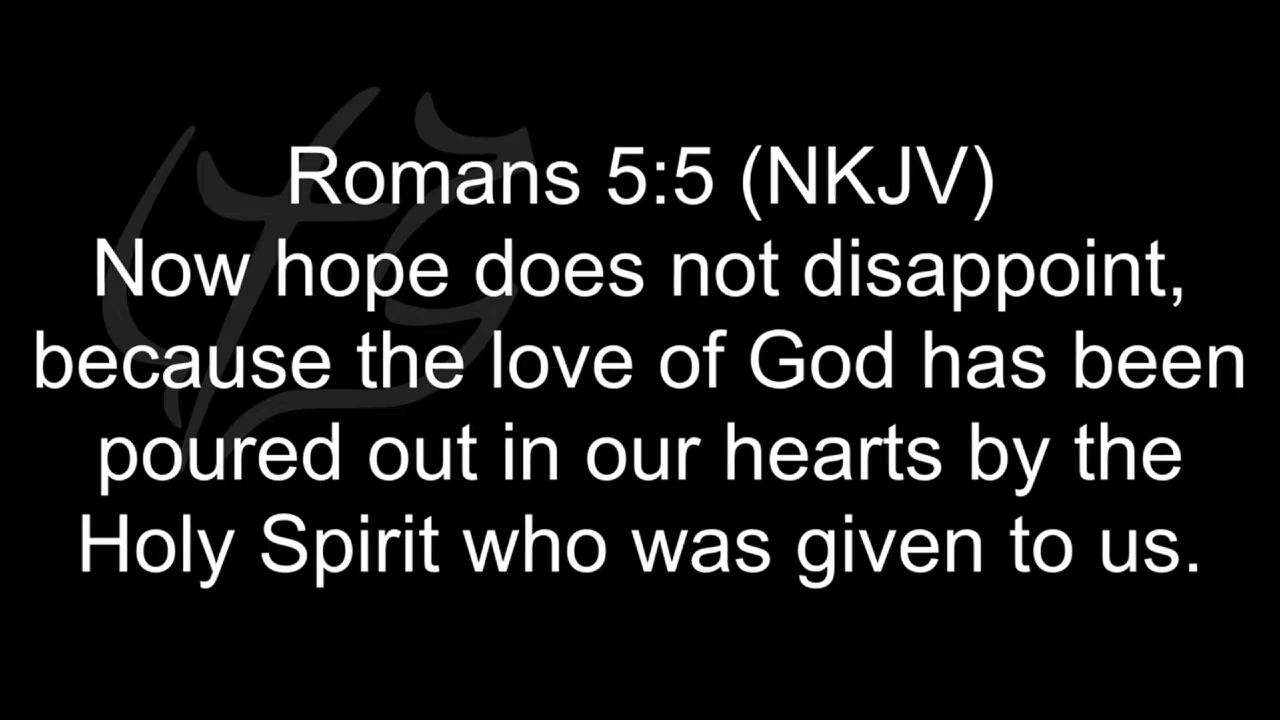 Romans 5:5 (NKJV)
Now hope does not disappoint,
because the love of God has been
poured out in our hearts by the
Holy Spirit who was given to us.